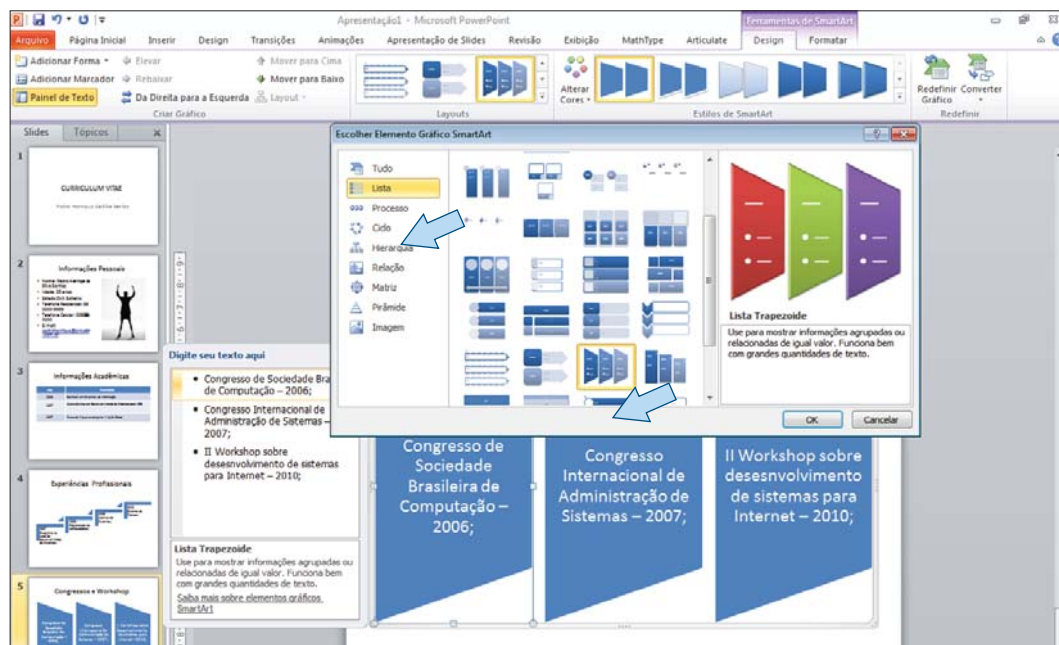 Apresentação1 - Microsoft PowerPoint
Ferramentas de SmartArt
Arquivo Página Inicial Inserir Design Transições Animações Apresentação de Slides Revisão Exibição MathType Articulate Design Formatar
Adicionar Forma Elevar Mover para Cima
Adicionar Marcador Rebaixar Mover para Baixo
Painel de Texto Da Direita para a Esquerda Layout
Alterar
Cores
Redefinir Converter
Gráfico
Criar Gráfico Layouts Estilos de SmartArt Redefinir
Slides Tópicos
Escolher Elemento Gráfico SmartArt
Tudo
Lista
Processo
Ciclo
Hierarquia
Relação
Matriz
Pirâmide
Imagem
Lista Trapezoide
Use para mostrar informações agrupadas ou
relacionadas de igual valor. Funciona bem
com grandes quantidades de texto.
OK Cancelar
1
CURRICULUM VITAE
2
Informações Pessoais
3
Informações Acadêmicas
4
Experiências Profissionais
5
Congressos e Workshop
Digite seu texto aqui
• Congresso de Sociedade Bra
de Computação – 2006;
• Congresso Internacional de
Administração de Sistemas –
2007;
• II Workshop sobre
desesnvolvimento de sistemas
para Internet – 2010;
Lista Trapezoide
Use para mostrar informações agrupadas ou
relacionadas de igual valor. Funciona bem
com grandes quantidades de texto.
Saiba mais sobre elementos gráficos
SmartArt
Congresso de
Sociedade
Brasileira de
Computação –
2006;
Congresso
Internacional de
Administração de
Sistemas – 2007;
II Workshop sobre
desesnvolvimento
de sistemas para
Internet – 2010;